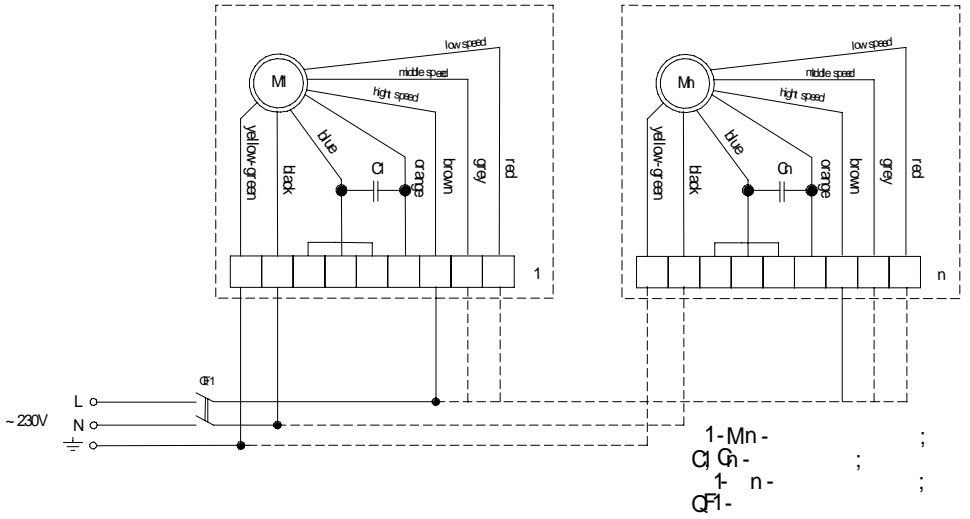 low speed
M1
middle speed
hight speed
yellow-green
black
blue
C1
orange
brown
grey
red
1
low speed
Mn
middle speed
hight speed
yellow-green
black
blue
Cn
orange
brown
grey
red
n
QF1
L
~ 230V N
1-Mn - ;
C1, Cn - ;
1- n - ;
QF1-